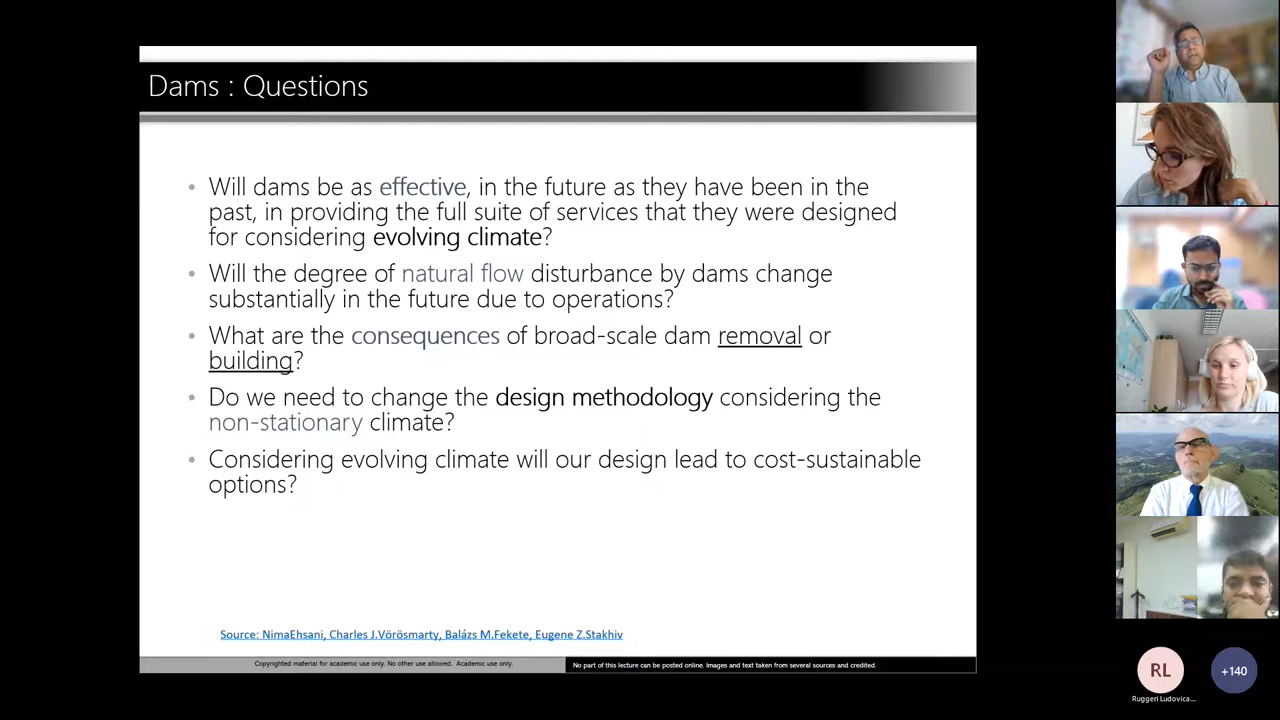 Dams : Questions
• Will dams be as effective, in the future as they have been in the
past, in providing the full suite of services that they were designed
for considering evolving climate?
• Will the degree of natural flow disturbance by dams change
substantially in the future due to operations?
• What are the consequences of broad-scale dam removal or
building?
• Do we need to change the design methodology considering the
non-stationary climate?
• Considering evolving climate will our design lead to cost-sustainable
options?
Source: NimaEhsani, Charles J.Vörösmarty, Balázs M.Fekete, Eugene Z.Stakhiv
Copyrighted material for academic use only. No other use allowed. Academic use only.
No part of this lecture can be posted online. Images and text taken from several sources and credited.
RL
+140
Ruggeri Ludovica...